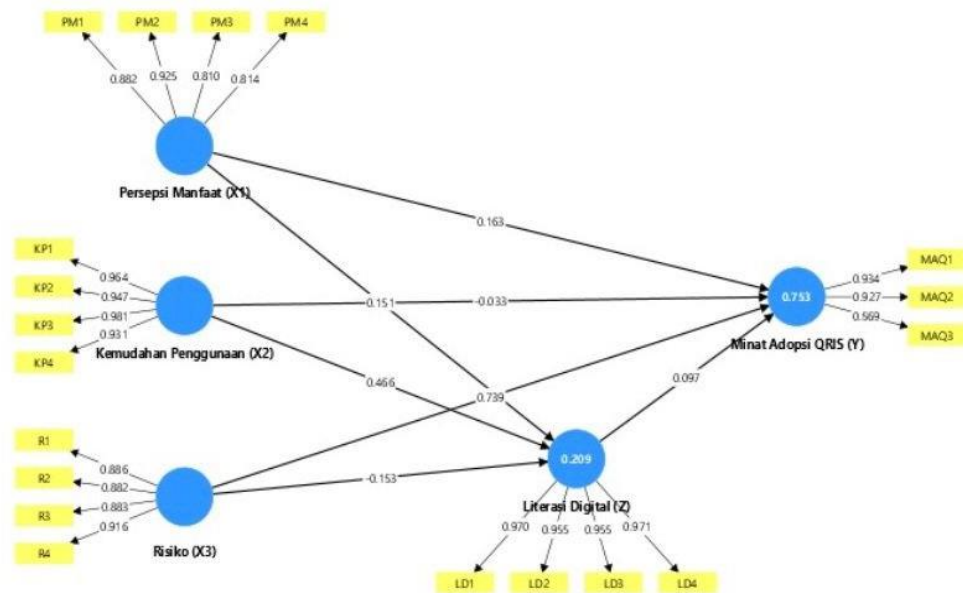 PM1 PM2 PM3 PM4
0.882 0.925 0.810 0.814
Persepsi Manfaat (X1)
0.163
KP1
KP2
KP3
KP4
0.964
0.947
0.981
0.931
Kemudahan Penggunaan (X2)
0.151
-0.033
0.466
0.739
MAQ1
MAQ2
MAQ3
0.934
0.927
0.569
0.753
Minat Adopsi QRIS (Y)
0.097
R1
R2
R3
R4
0.886
0.882
0.883
0.916
Risiko (X3)
-0.153
0.209
Literasi Digital (Z)
0.970 0.955 0.955 0.971
LD1 LD2 LD3 LD4